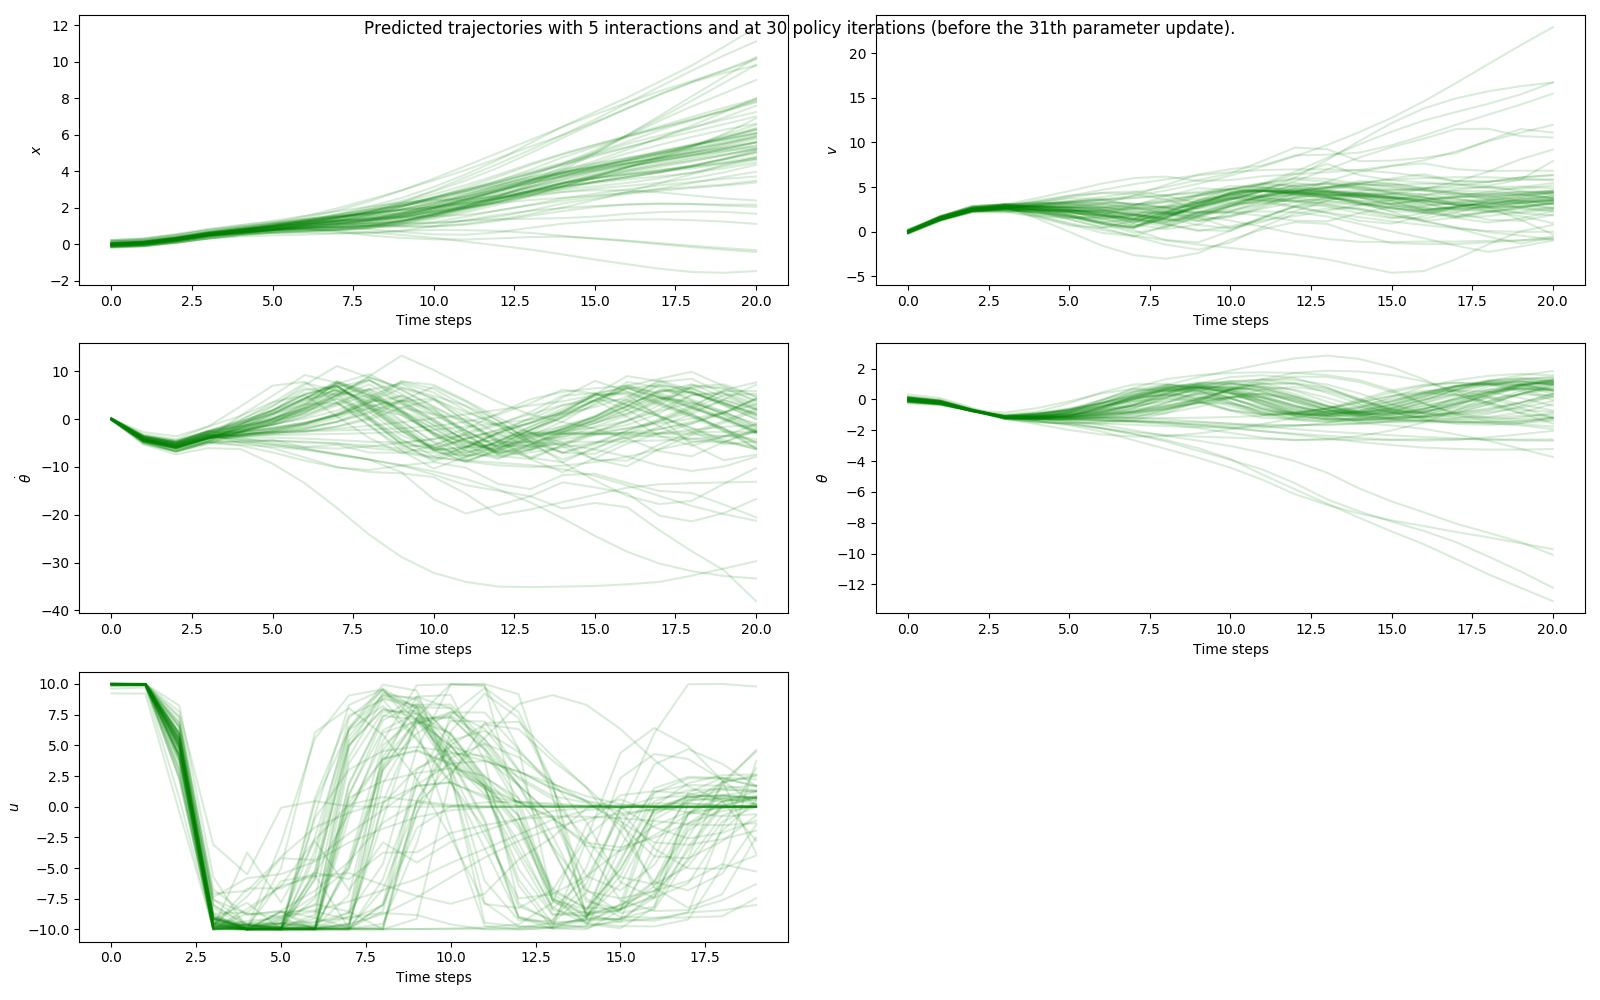 Predicted trajectories with 5 interactions and at 30 policy iterations (before the 31th parameter update).
12
10
8
6
4
2
0
−2
x
0.0 2.5 5.0 7.5 10.0 12.5 15.0 17.5 20.0
Time steps
20
15
10
5
0
−5
v
0.0 2.5 5.0 7.5 10.0 12.5 15.0 17.5 20.0
Time steps
10
0
−10
−20
−30
−40
θ̇
0.0 2.5 5.0 7.5 10.0 12.5 15.0 17.5 20.0
Time steps
2
0
−2
−4
−6
−8
−10
−12
θ
0.0 2.5 5.0 7.5 10.0 12.5 15.0 17.5 20.0
Time steps
10.0
7.5
5.0
2.5
0.0
−2.5
−5.0
−7.5
−10.0
u
0.0 2.5 5.0 7.5 10.0 12.5 15.0 17.5
Time steps